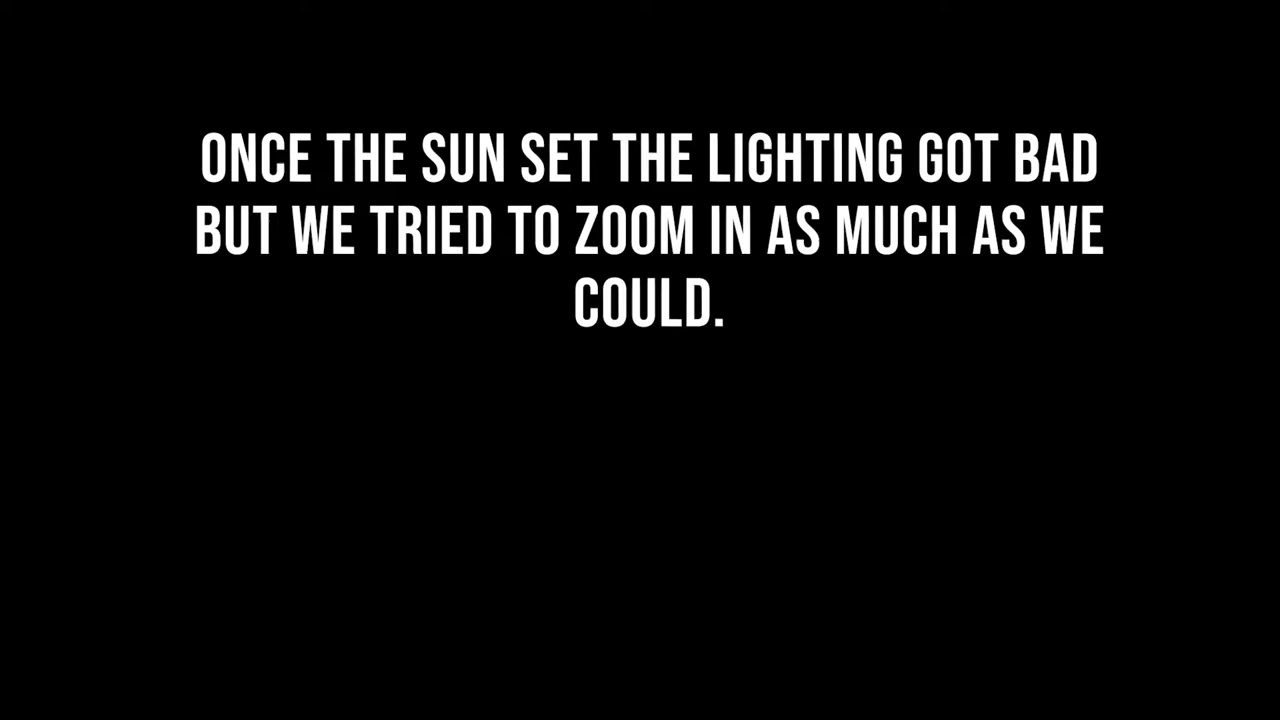 ONCE THE SUN SET THE LIGHTING GOT BAD
BUT WE TRIED TO ZOOM IN AS MUCH AS WE
COULD.